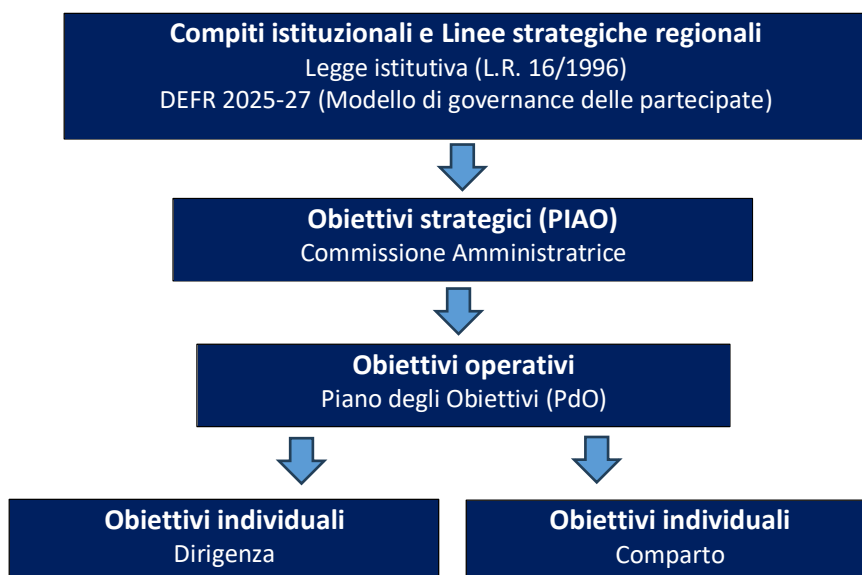 Compiti istituzionali e Linee strategiche regionali
Legge istitutiva (L.R. 16/1996)
DEFR 2025-27 (Modello di governance delle partecipate)
Obiettivi strategici (PIAO)
Commissione Amministratrice
Obiettivi operativi
Piano degli Obiettivi (PdO)
Obiettivi individuali
Dirigenza
Obiettivi individuali
Comparto